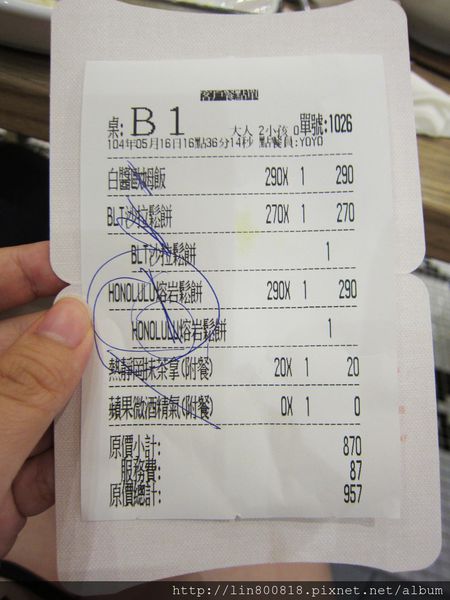 客戶餐點單
桌: B 1 大人 2小孩 0 單號:1026
104年05月16日16點36分14秒 點餐員:YOYO
白醬 飯 290X 1 290
BLT沙拉鬆餅 270X 1 270
BLT沙拉鬆餅 1
HONOLULU熔岩鬆餅 290X 1 290
HONOLULU熔岩鬆餅 1
熱靜岡抹茶拿(附餐) 20X 1 20
蘋果微酒精氣(附餐) 0X 1 0
原價小計: 870
服務費: 87
原價總計: 957
http://lin800818.pixnet.net/album